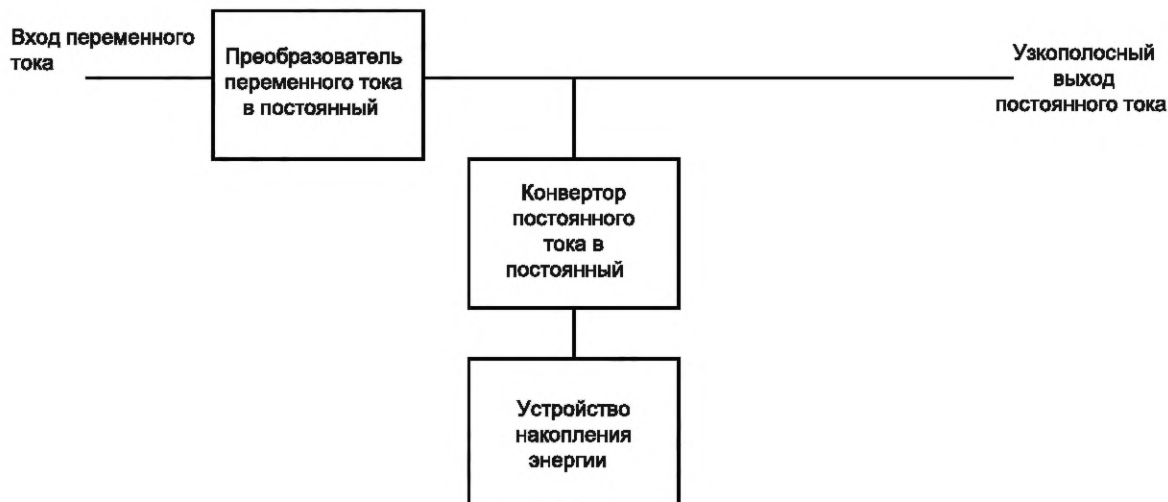 Вход переменного
тока
Преобразователь
переменного тока
в постоянный
Узкополосный
выход
постоянного тока
Конвертор
постоянного
тока в
постоянный
Устройство
накопления
энергии